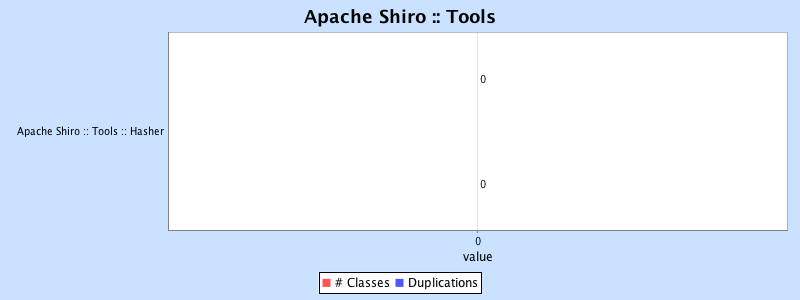 Apache Shiro :: Tools
0
Apache Shiro :: Tools :: Hasher
0
0
value
# Classes Duplications